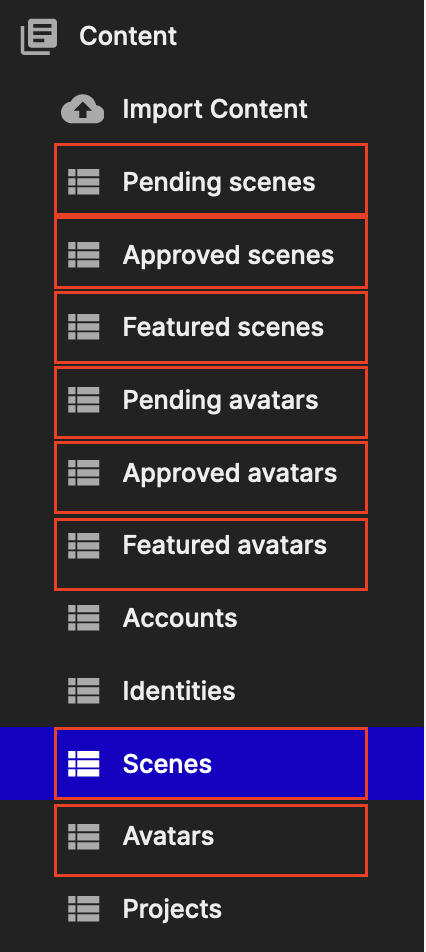 Content
Import Content
Pending scenes
Approved scenes
Featured scenes
Pending avatars
Approved avatars
Featured avatars
Accounts
Identities
Scenes
Avatars
Projects